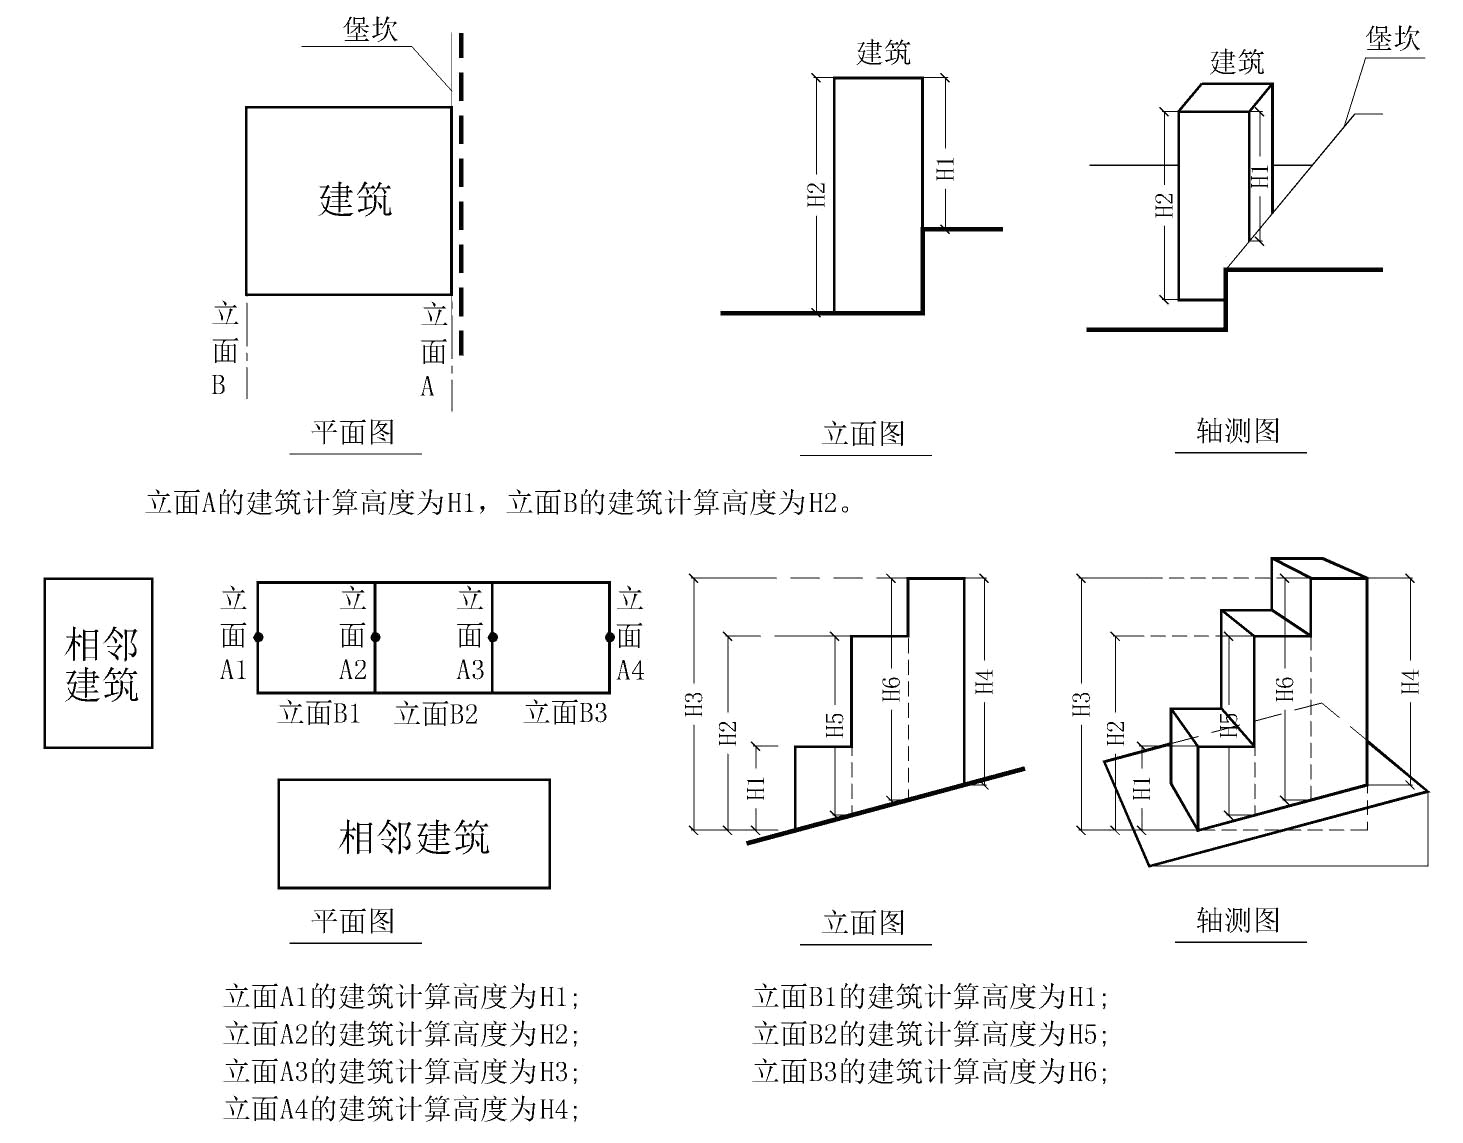 堡坎
建筑
立面B
立面A
平面图
建筑
H2
H1
立面图
建筑
堡坎
H2
H1
轴测图
立面A的建筑计算高度为H1，立面B的建筑计算高度为H2。
相邻
建筑
立面A1
立面A2
立面A3
立面A4
立面B1
立面B2
立面B3
相邻建筑
平面图
H3
H2
H1
H5
H6
H4
立面图
H3
H2
H1
H5
H6
H4
轴测图
立面A1的建筑计算高度为H1;
立面A2的建筑计算高度为H2;
立面A3的建筑计算高度为H3;
立面A4的建筑计算高度为H4;
立面B1的建筑计算高度为H1;
立面B2的建筑计算高度为H5;
立面B3的建筑计算高度为H6;